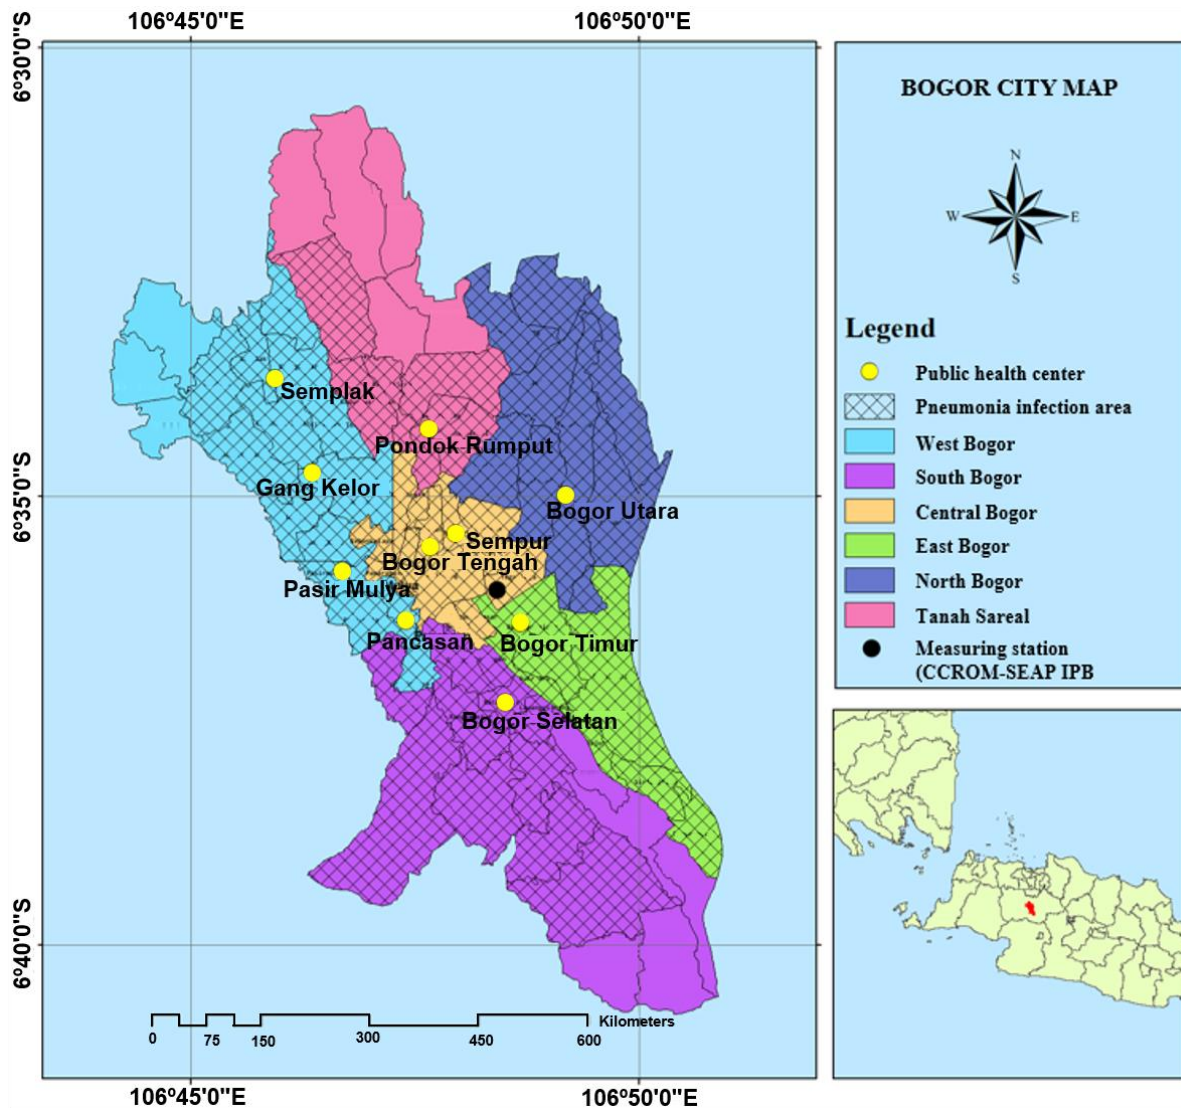 106º45'0"E
106º50'0"E
6º30'0"S
6º35'0"S
6º40'0"S
Semplak
Pondok Rumput
Gang Kelor
Bogor Utara
Sempur
Bogor Tengah
Pasir Mulya
Pancasan
Bogor Timur
Bogor Selatan
0 75 150 300 450 600
Kilometers
106º45'0"E
106º50'0"E
BOGOR CITY MAP
N
W E
S
Legend
Public health center
Pneumonia infection area
West Bogor
South Bogor
Central Bogor
East Bogor
North Bogor
Tanah Sareal
Measuring station
(CCROM-SEAP IPB